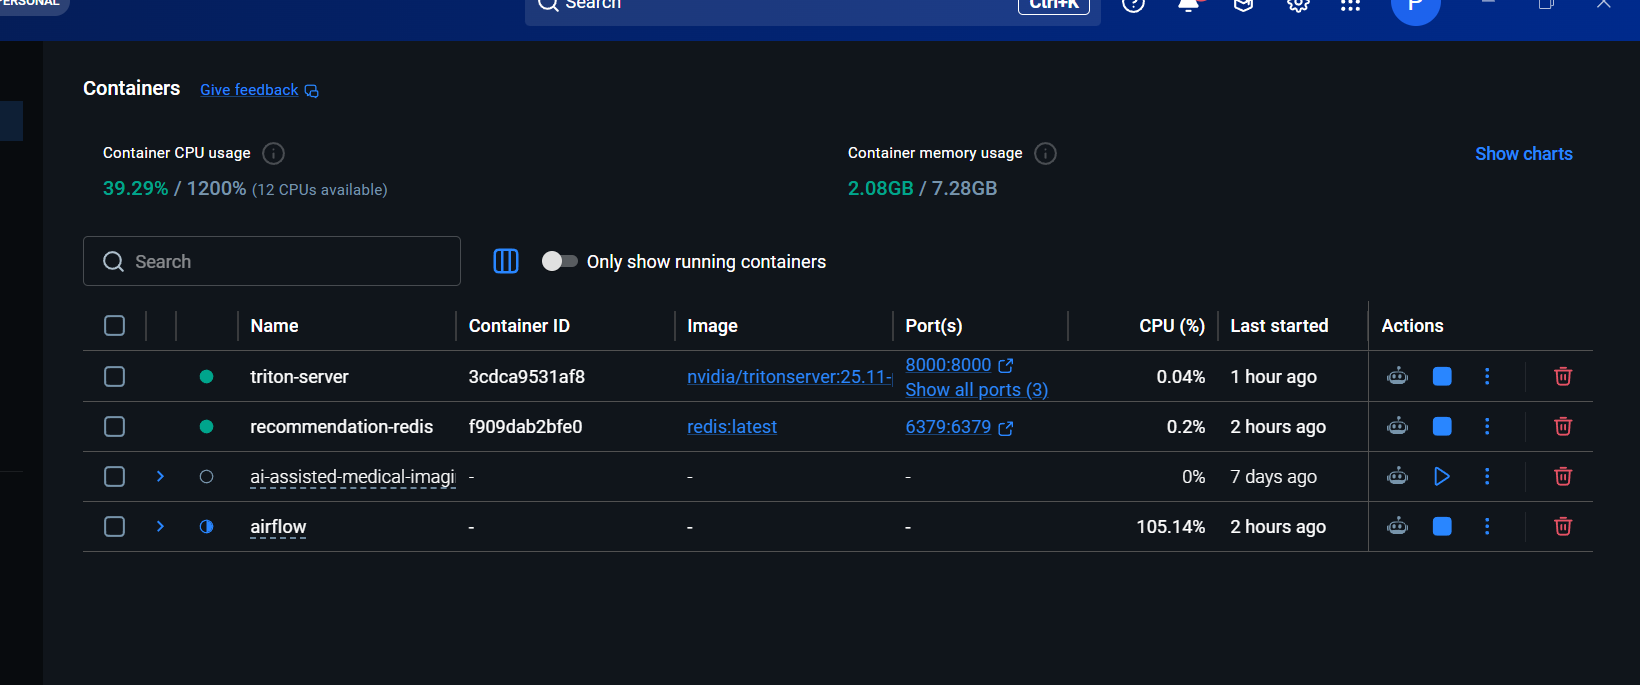 PERSONAL
Search
Ctrl+K
P
Containers Give feedback
Container CPU usage
39.29% / 1200% (12 CPUs available)
Container memory usage
2.08GB / 7.28GB
Show charts
Search
Only show running containers
Name Container ID Image Port(s) CPU (%) Last started Actions
triton-server 3cdca9531af8 nvidia/tritonserver:25.11- 8000:8000 0.04% 1 hour ago
Show all ports (3)
recommendation-redis f909dab2bfe0 redis:latest 6379:6379 0.2% 2 hours ago
ai-assisted-medical-imagi - - - 0% 7 days ago
airflow - - - 105.14% 2 hours ago